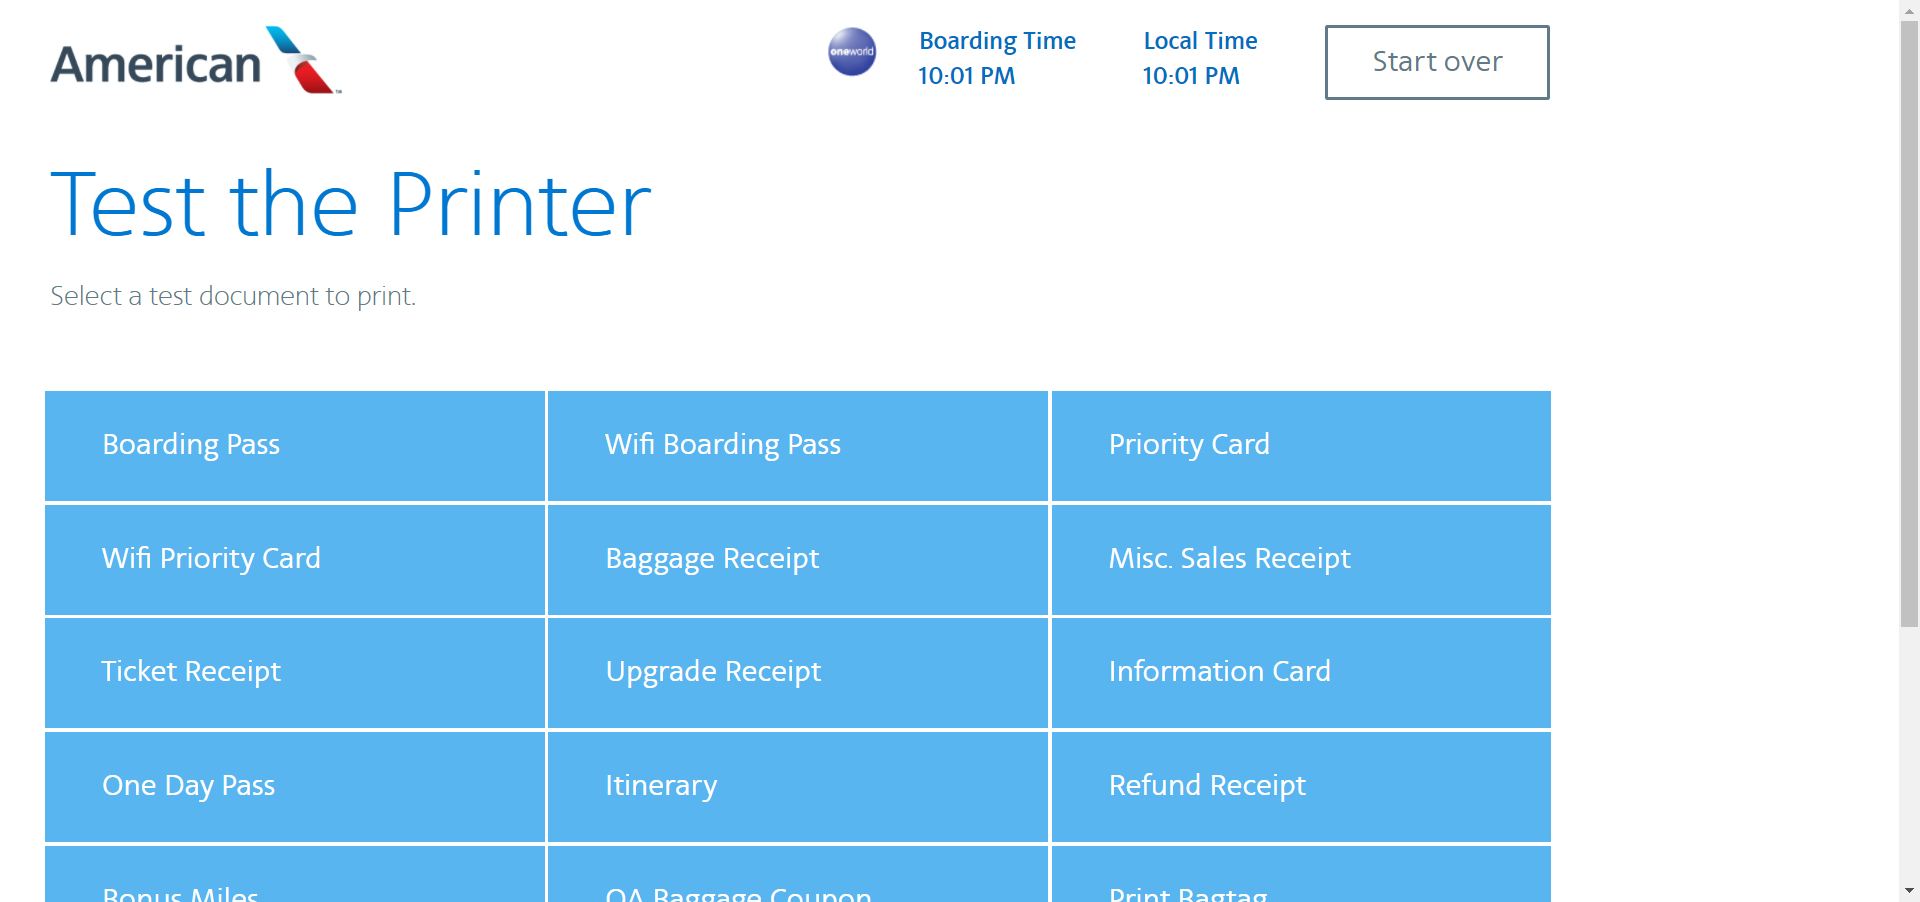 American
oneworld
Boarding Time
10:01 PM
Local Time
10:01 PM
Start over
Test the Printer
Select a test document to print.
Boarding Pass
Wifi Boarding Pass
Priority Card
Wifi Priority Card
Baggage Receipt
Misc. Sales Receipt
Ticket Receipt
Upgrade Receipt
Information Card
One Day Pass
Itinerary
Refund Receipt
Bonus Miles
OA Baggage Coupon
Print Bagtag